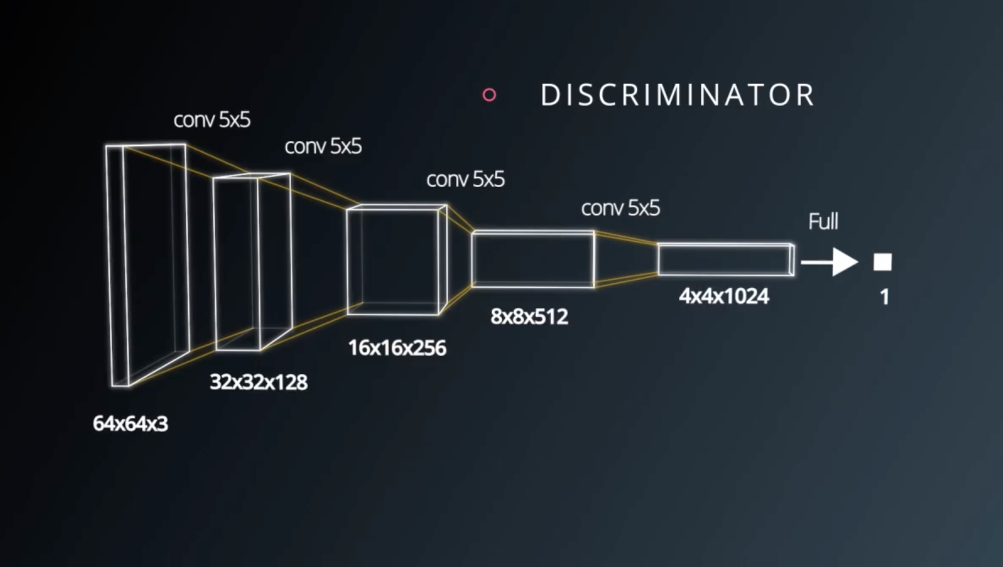 DISCRIMINATOR
conv 5x5
conv 5x5
conv 5x5
conv 5x5
Full
64x64x3
32x32x128
16x16x256
8x8x512
4x4x1024
1